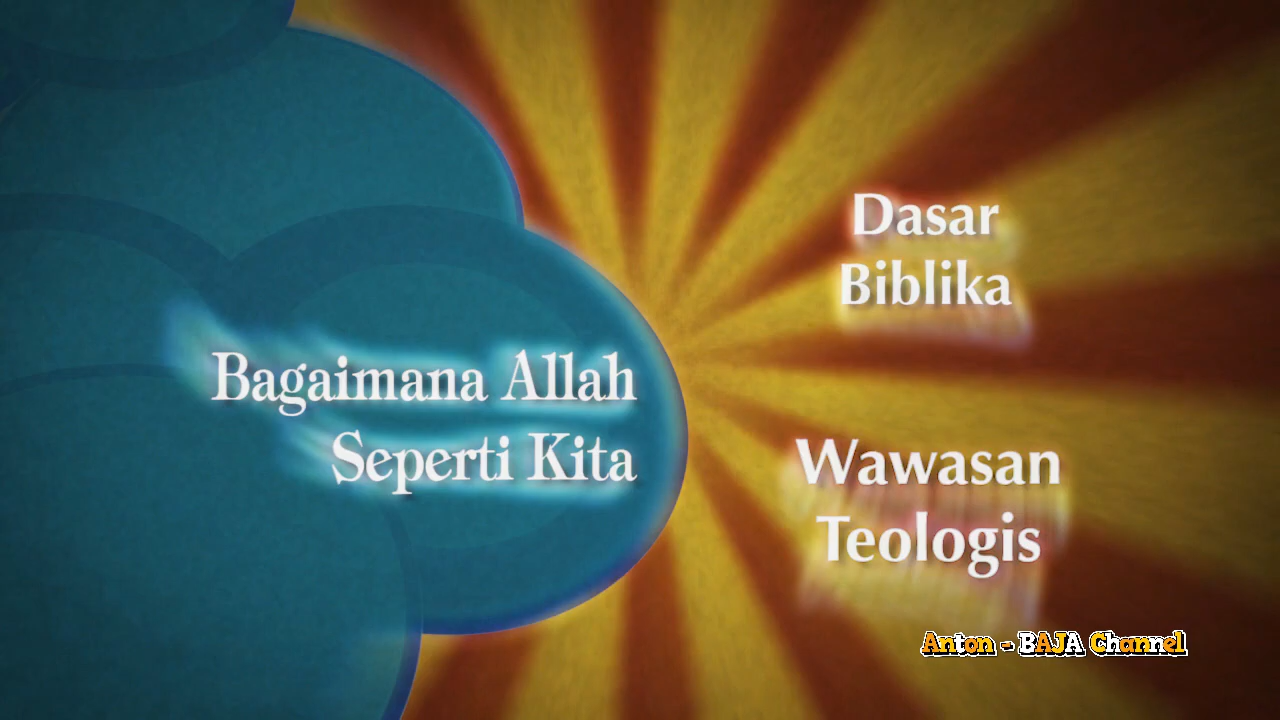 Bagaimana Allah
Seperti Kita
Dasar
Biblika
Wawasan
Teologis
Anton - BAJA Channel